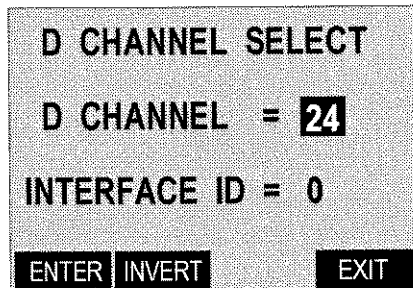 D CHANNEL SELECT
D CHANNEL = 24
INTERFACE ID = 0
ENTER INVERT EXIT